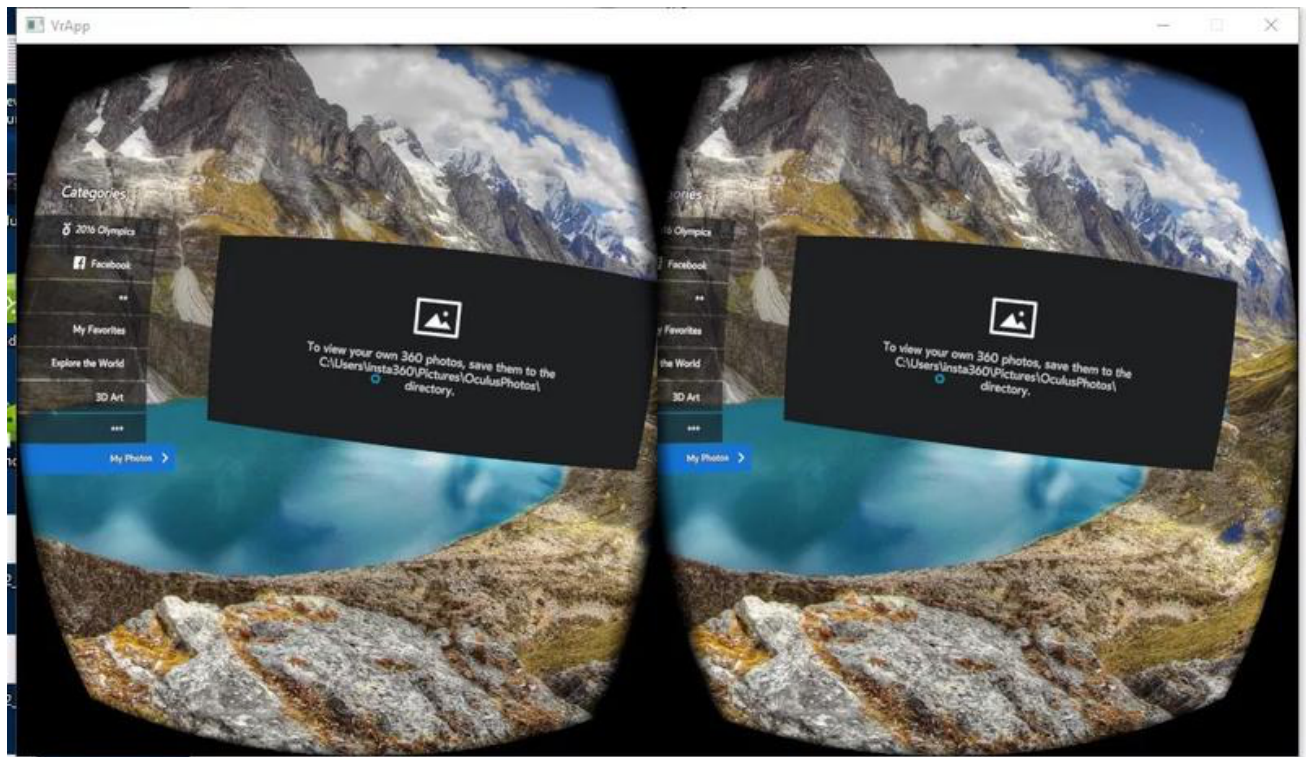 VrApp
Categories
2016 Olympics
Facebook
**
My Favorites
Explore the World
3D Art
***
My Photos
To view your own 360 photos, save them to the
C:\Users\insta360\Pictures\OculusPhotos\
directory.
ories
16 Olympics
Facebook
**
y Favorites
the World
3D Art
***
My Photos
To view your own 360 photos, save them to the
C:\Users\insta360\Pictures\OculusPhotos\
directory.